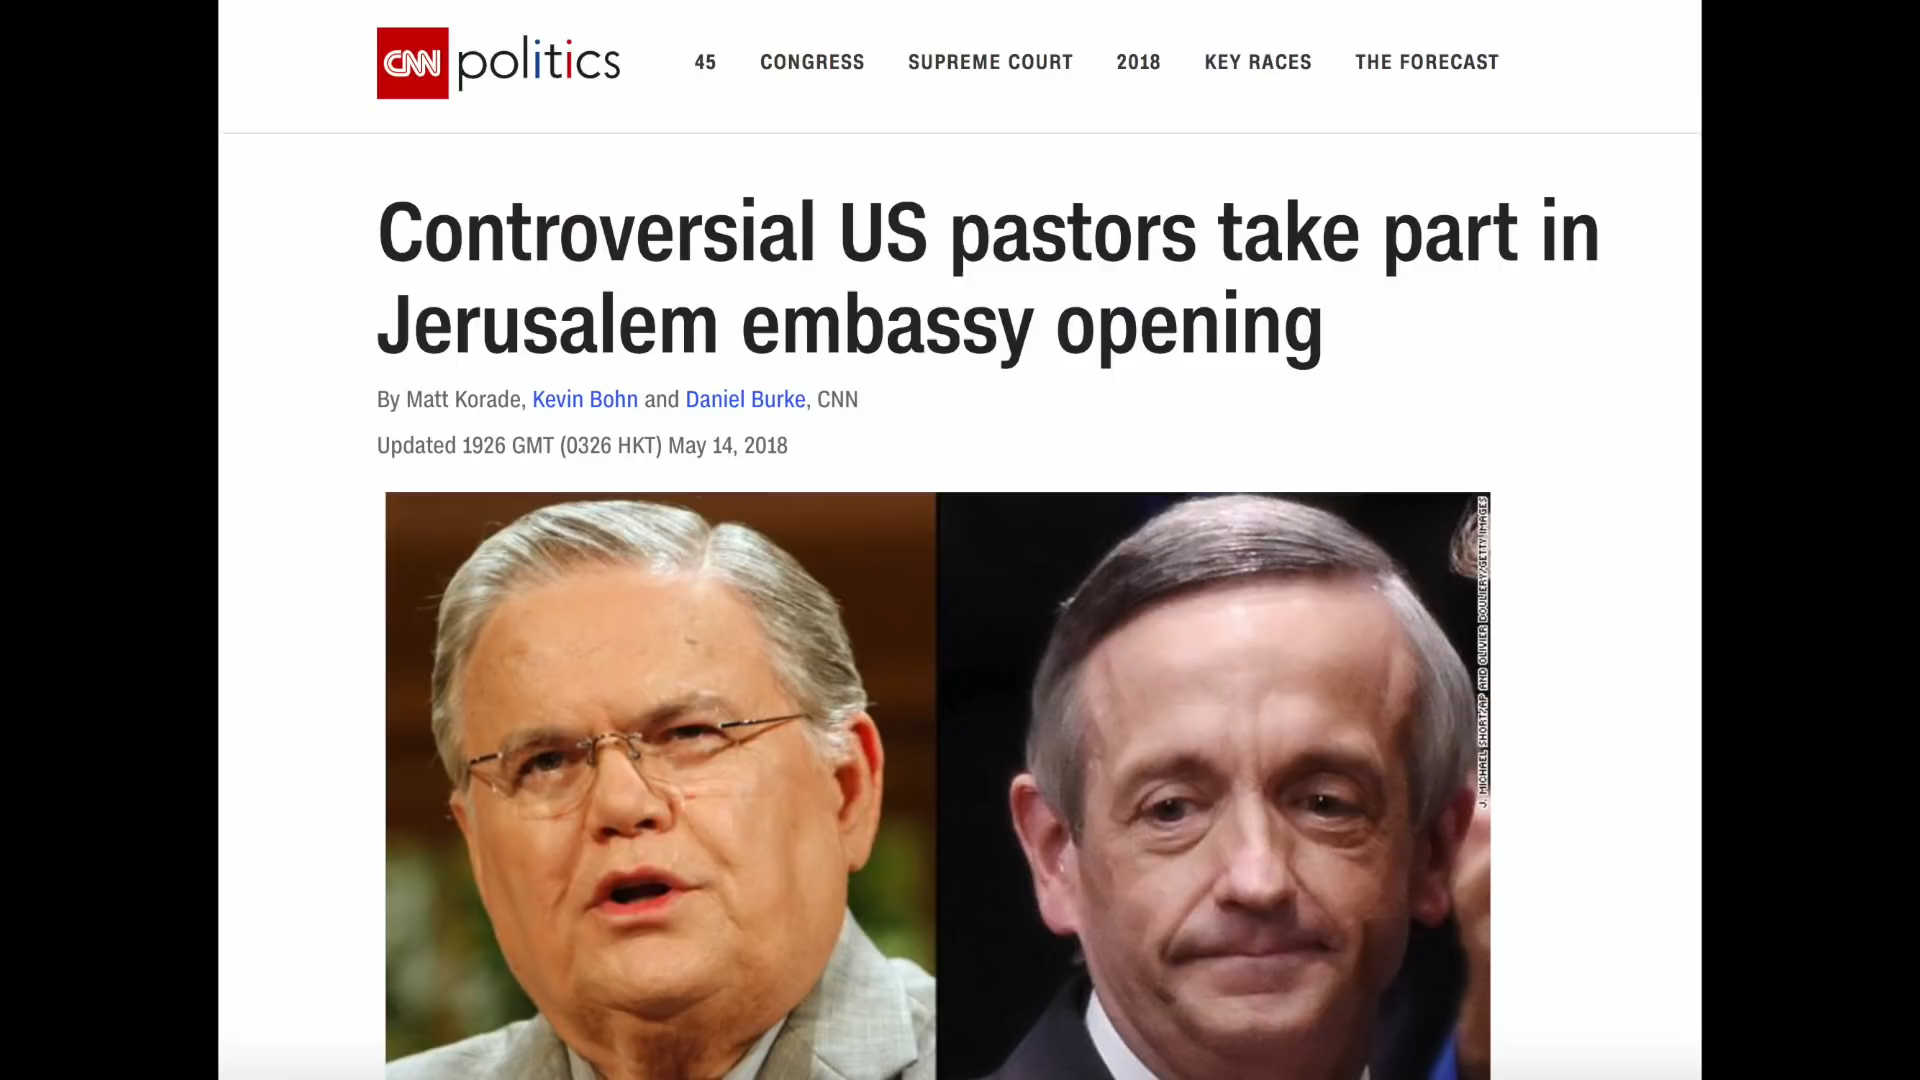 CNN politics 45 CONGRESS SUPREME COURT 2018 KEY RACES THE FORECAST
Controversial US pastors take part in
Jerusalem embassy opening
By Matt Korade, Kevin Bohn and Daniel Burke, CNN
Updated 1926 GMT (0326 HKT) May 14, 2018
J. MICHAEL SHORT/AP AND OLIVIER DOULIERY/GETTY IMAGES